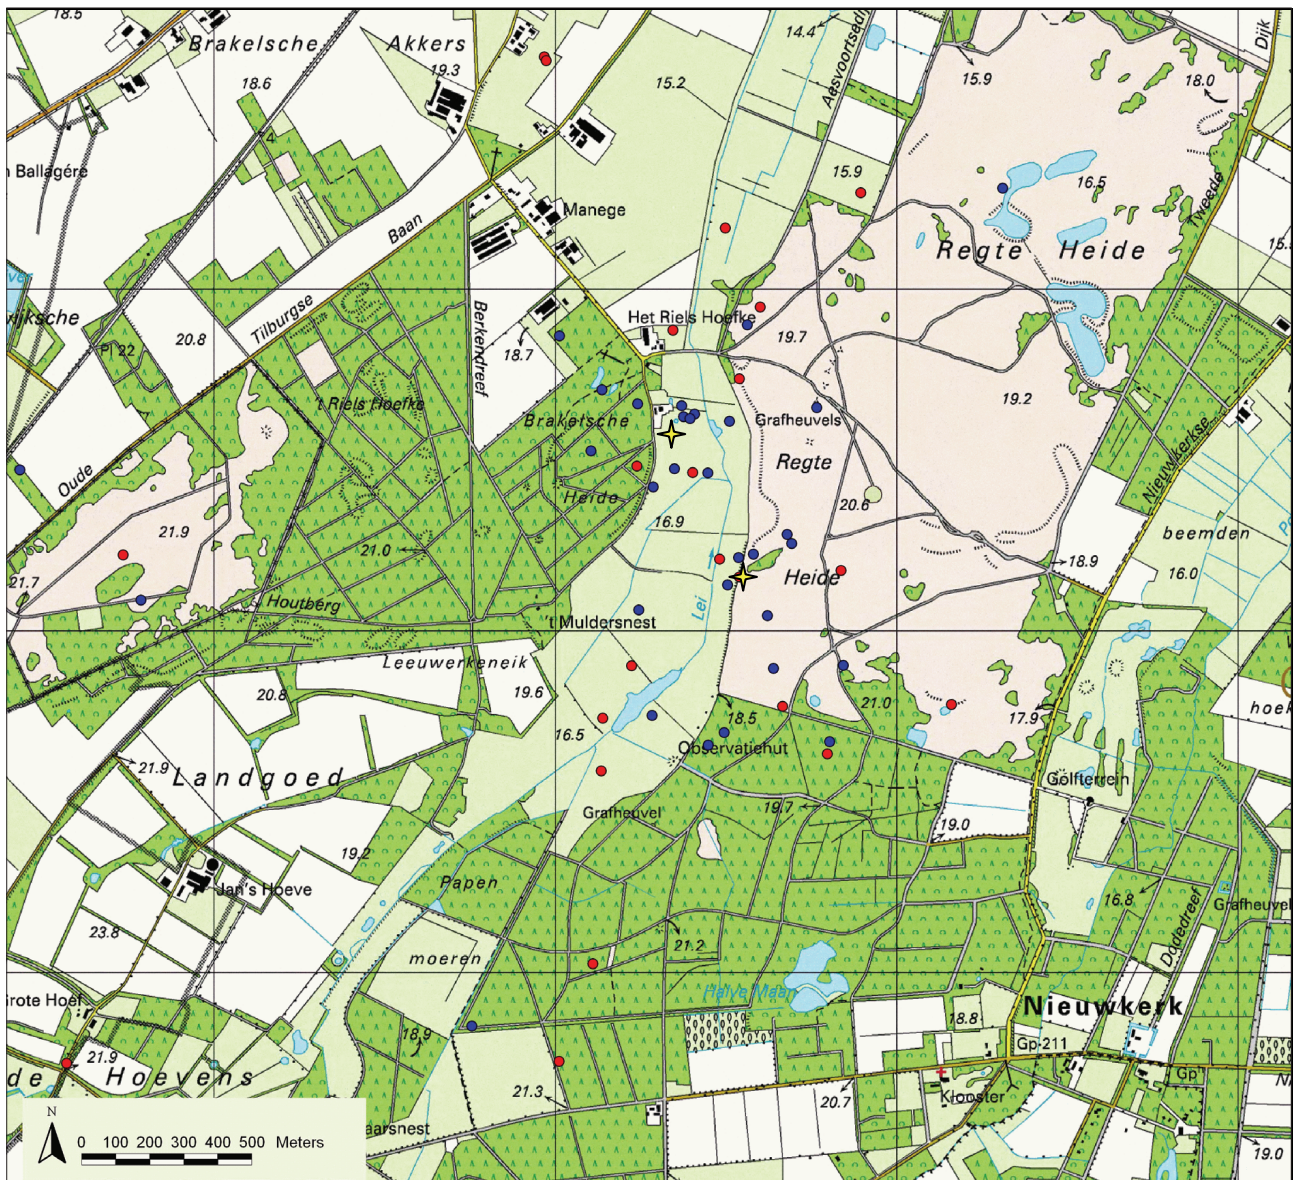 18.5
Brakelsche Akkers
19.3
18.6
14.4
Aesvoortsedijk
15.2
15.9
18.0
Dijk
Tweede
Ballagére
4
15.9
16.5
Manege
Baan
Regte Heide
Tilburgse
Berkendreef
20.8
Pl 22
18.7
Het Riels Hoefke
19.7
't Riels Hoefke
Brakelsche
Heide
19.2
Grafheuvels
Regte
Heide
Oude
21.9
21.0
16.9
20.6
Nieuwkerkse
beemden
16.0
18.9
21.7
Houtberg
Lei
't Muldersnest
Leeuwerkeneik
20.8
19.6
16.5
18.5
21.0
17.9
Observatiehut
21.9
Landgoed
Golfterrein
Grafheuvel
19.7
19.0
19.2
Papen
moeren
Jan's Hoeve
16.8
Dodedreef
Grafheuvel
23.8
21.2
Halve Maan
Nieuwkerk
Grote Hoef
18.9
18.8
Gp 211
21.9
de Hoevens
21.3
20.7
Klooster
Gp
aarsnest
19.0
N
0 100 200 300 400 500 Meters